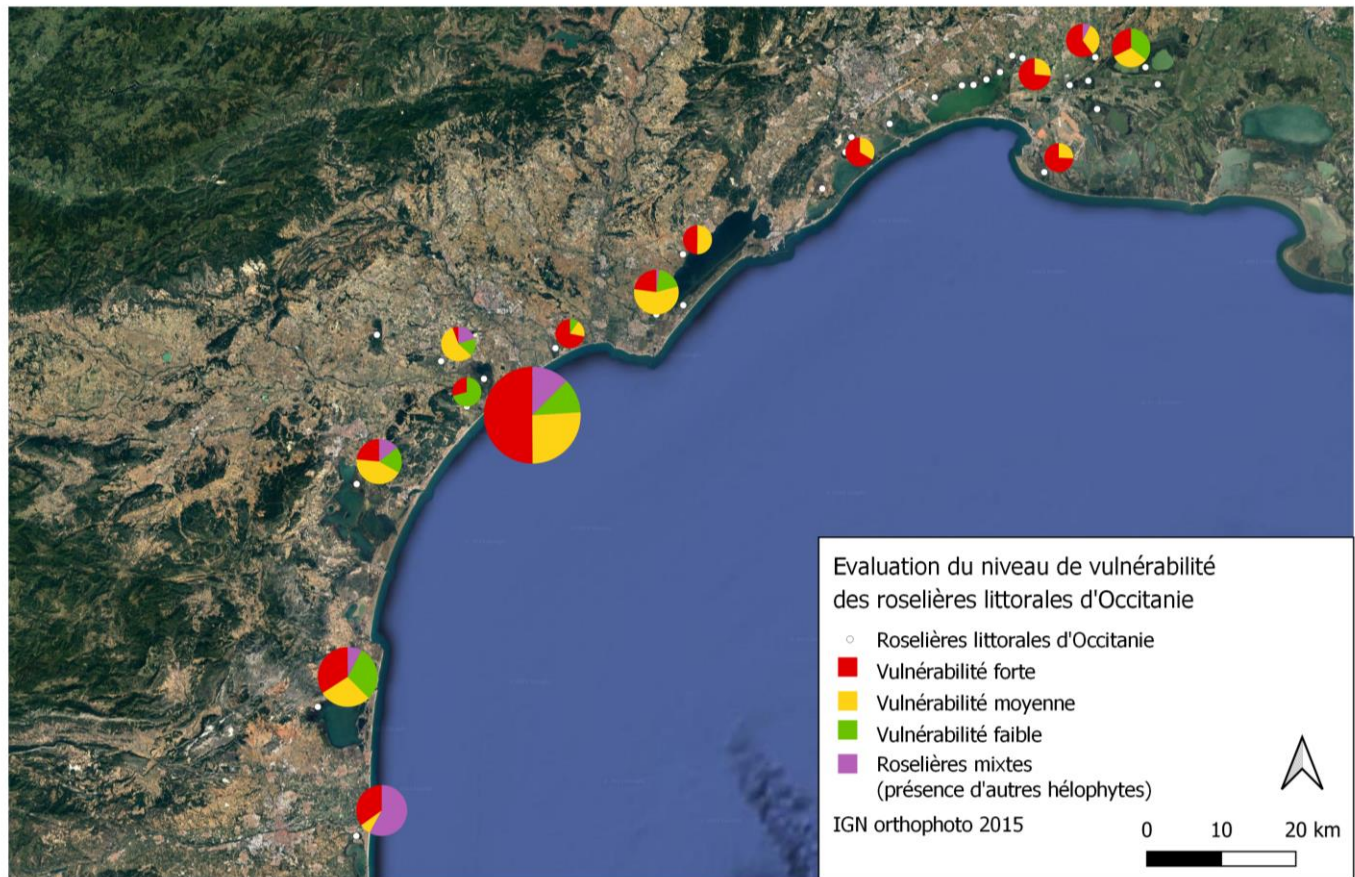 Evaluation du niveau de vulnérabilité
des roselières littorales d'Occitanie
Roselières littorales d'Occitanie
Vulnérabilité forte
Vulnérabilité moyenne
Vulnérabilité faible
Roselières mixtes
(présence d'autres hélophytes)
IGN orthophoto 2015
0 10 20 km